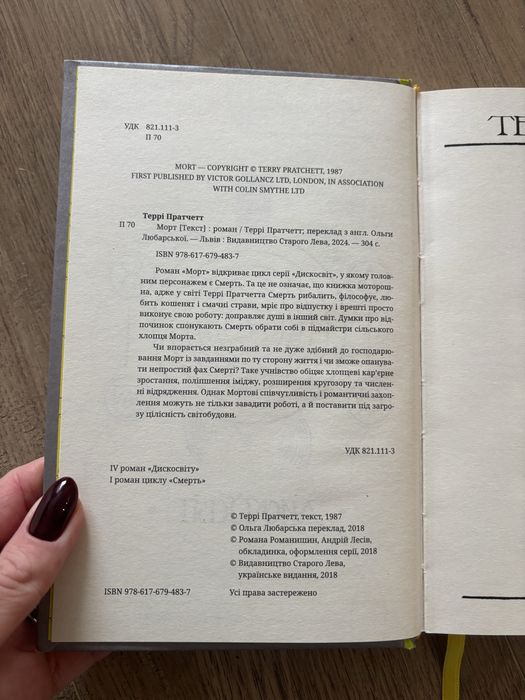 УДК 821.111-3
П 70
МОРТ — COPYRIGHT © TERRY PRATCHETT, 1987
FIRST PUBLISHED BY VICTOR GOLLANCZ LTD, LONDON, IN ASSOCIATION
WITH COLIN SMYTHE LTD
Террі Пратчетт
П 70 Морт [Текст] : роман / Террі Пратчетт; переклад з англ. Ольги
Любарської. — Львів : Видавництво Старого Лева, 2024. — 304 с.
ISBN 978-617-679-483-7
Роман «Морт» відкриває цикл серії «Дискосвіт», у якому голов-
ним персонажем є Смерть. Та це не означає, що книжка моторош-
на, адже у світі Террі Пратчетта Смерть рибалить, філософує, лю-
бить кошенят і смачні страви, мріє про відпустку і врешті просто
виконує свою роботу: доправляє душі в інший світ. Думки про від-
починок спонукають Смерть обрати собі в підмайстри сільського
хлопця Морта.
Чи впорається незграбний та не дуже здібний до господарю-
вання Морт із завданнями по ту сторону життя і чи зможе опанува-
ти непростий фах Смерті? Таке учнівство обіцяє хлопцеві кар'єрне
зростання, поліпшення іміджу, розширення кругозору та числен-
ні відрядження. Однак Мортові співчутливість і романтичні захоп-
лення можуть не тільки завадити роботі, а й поставити під загро-
зу цілісність світобудови.
УДК 821.111-3
IV роман «Дискосвіту»
I роман циклу «Смерть»
© Террі Пратчетт, текст, 1987
© Ольга Любарська переклад, 2018
© Романа Романишин, Андрій Лесів,
обкладинка, оформлення серії, 2018
© Видавництво Старого Лева,
українське видання, 2018
ISBN 978-617-679-483-7 Усі права застережено